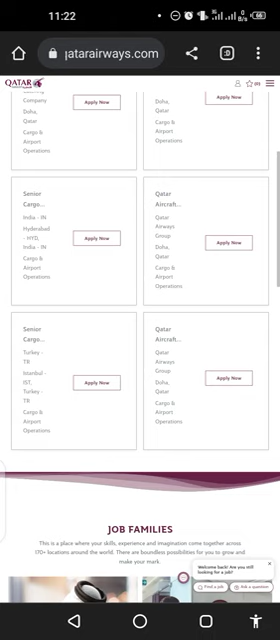 11:22
qatarairways.com
QATAR
(0)
Company
Doha,
Qatar
Cargo &
Airport
Operations
Apply Now
Doha,
Qatar
Cargo &
Airport
Operations
Apply Now
Senior
Cargo...
India - IN
Hyderabad
- HYD,
India - IN
Cargo &
Airport
Operations
Apply Now
Qatar
Aircraft...
Qatar
Airways
Group
Doha,
Qatar
Cargo &
Airport
Operations
Apply Now
Senior
Cargo...
Turkey -
TR
Istanbul -
IST,
Turkey -
TR
Cargo &
Airport
Operations
Apply Now
Qatar
Aircraft...
Qatar
Airways
Group
Doha,
Qatar
Cargo &
Airport
Operations
Apply Now
JOB FAMILIES
This is a place where your skills, experience and imagination come together across
170+ locations around the world. There are boundless possibilities for you to grow and
make your mark.
Welcome back! Are you still
looking for a job?
Find a job
Ask a question